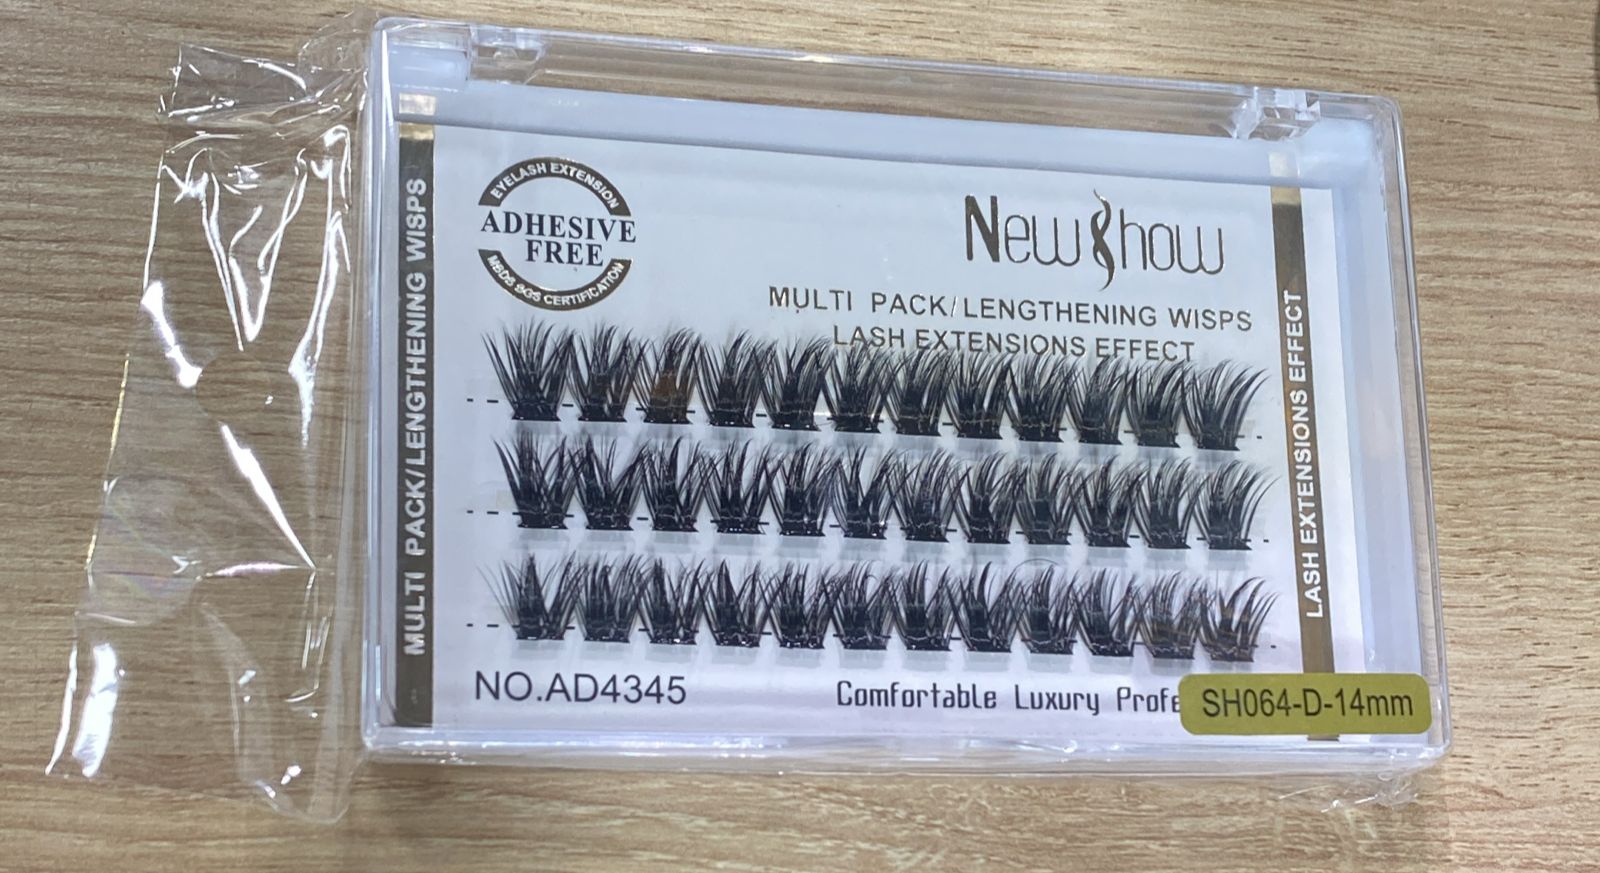 MULTI PACK/LENGTHENING WISPS
EYELASH EXTENSION
ADHESIVE
FREE
MSDS SGS CERTIFICATION
NewShow
MULTI PACK/LENGTHENING WISPS
LASH EXTENSIONS EFFECT
LASH EXTENSIONS EFFECT
NO.AD4345
Comfortable Luxury Profe
SH064-D-14mm